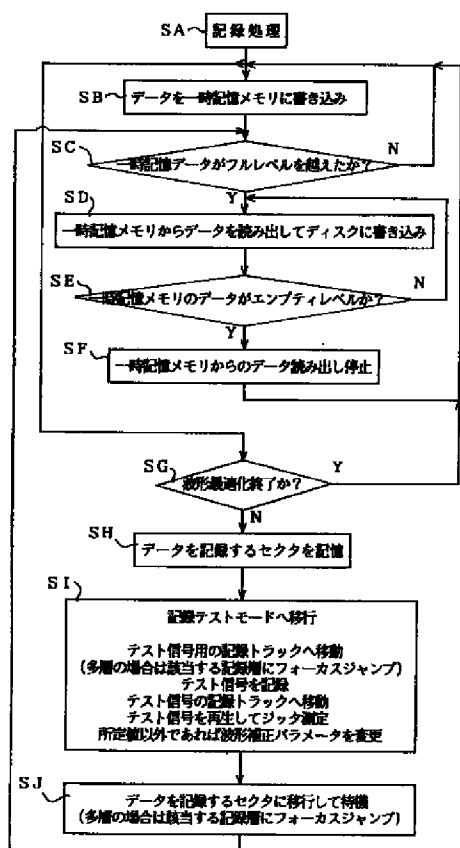 SA
記録処理
SB
データを一時記憶メモリに書き込み
SC
一時記憶データがフルレベルを越えたか?
N
Y
SD
一時記憶メモリからデータを読み出してディスクに書き込み
SE
一時記憶メモリのデータがエンプティレベルか?
N
Y
SF
一時記憶メモリからのデータ読み出し停止
SG
波形最適化終了か?
Y
N
SH
データを記録するセクタを記憶
SI
記録テストモードへ移行
テスト信号用の記録トラックへ移動
(多層の場合は該当する記録層にフォーカスジャンプ)
テスト信号を記録
テスト信号の記録トラックへ移動
テスト信号を再生してジッタ測定
所定値以外であれば波形補正パラメータを変更
SJ
データを記録するセクタに移行して待機
(多層の場合は該当する記録層にフォーカスジャンプ)